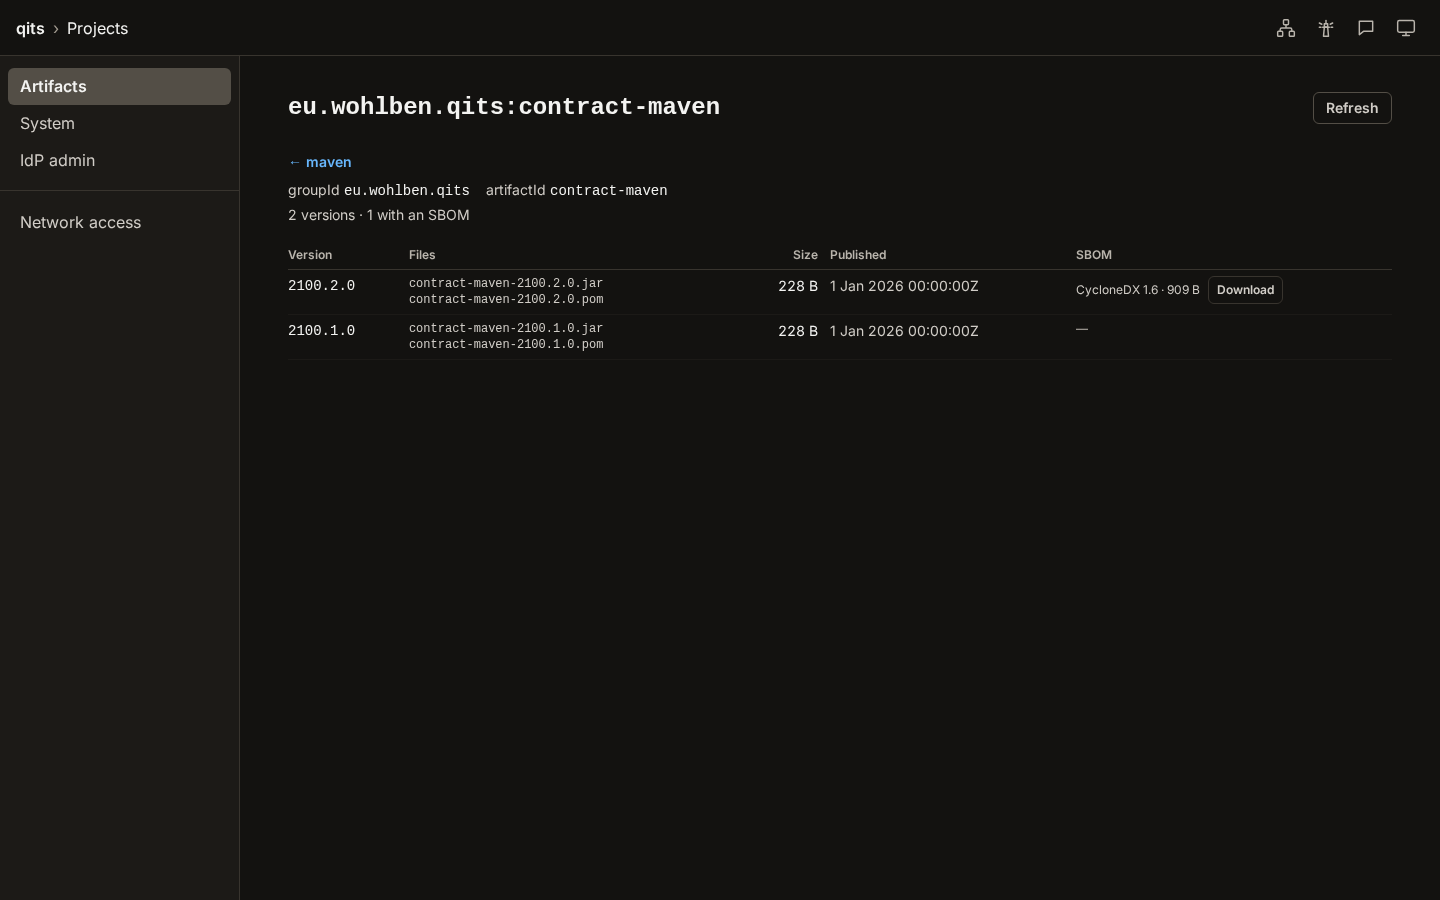 qits › Projects
Artifacts
System
IdP admin
Network access
eu.wohlben.qits:contract-maven
Refresh
← maven
groupId eu.wohlben.qits artifactId contract-maven
2 versions · 1 with an SBOM
Version Files Size Published SBOM
2100.2.0 contract-maven-2100.2.0.jar 228 B 1 Jan 2026 00:00:00Z CycloneDX 1.6 · 909 B Download
contract-maven-2100.2.0.pom
2100.1.0 contract-maven-2100.1.0.jar 228 B 1 Jan 2026 00:00:00Z —
contract-maven-2100.1.0.pom